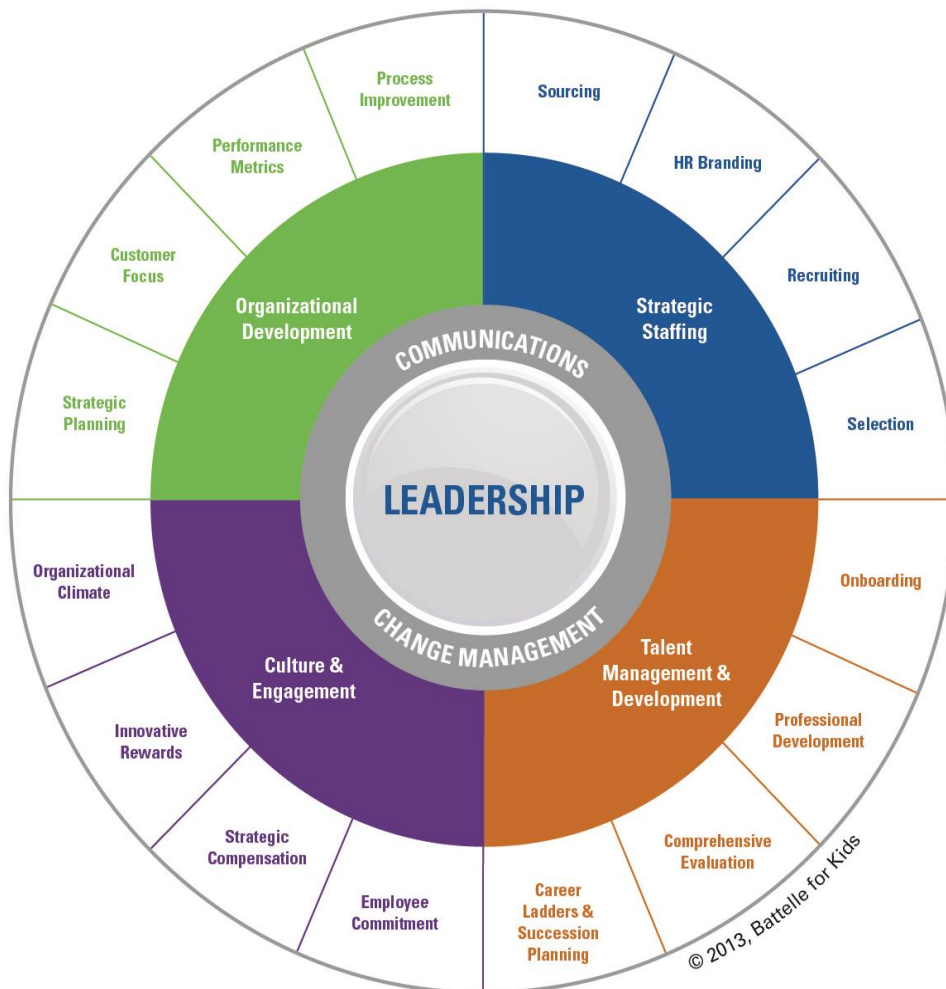 Process
Improvement
Sourcing
Performance
Metrics
HR Branding
Customer
Focus
Recruiting
Strategic
Planning
Selection
Organizational
Development
Strategic
Staffing
COMMUNICATIONS
LEADERSHIP
CHANGE MANAGEMENT
Culture &
Engagement
Talent
Management &
Development
Organizational
Climate
Onboarding
Innovative
Rewards
Professional
Development
Strategic
Compensation
Comprehensive
Evaluation
Employee
Commitment
Career
Ladders &
Succession
Planning
© 2013, Battelle for Kids